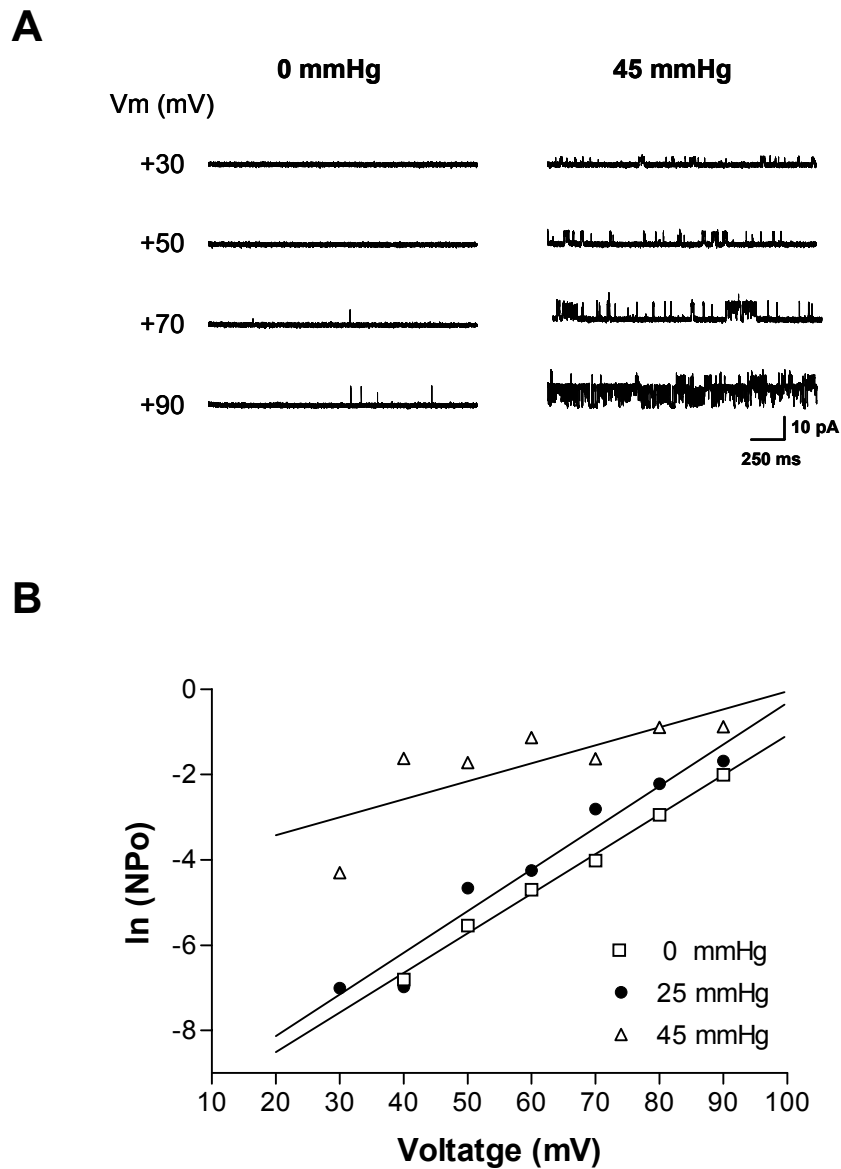 A
0 mmHg 45 mmHg
Vm (mV)
+30
+50
+70
+90
10 pA
250 ms
B
0
-2
-4
-6
-8
ln (NPo)
0 mmHg
25 mmHg
45 mmHg
10 20 30 40 50 60 70 80 90 100
Voltatge (mV)